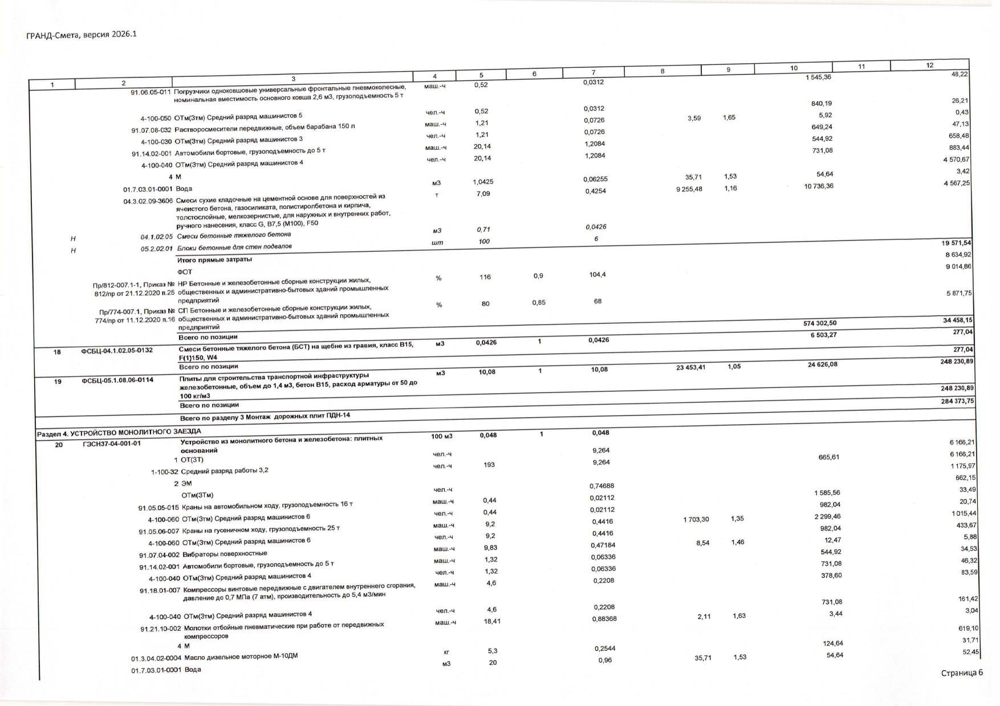 ГРАНД-Смета, версия 2026.1
1 2 3 4 5 6 7 8 9 10 11 12
91.06.05-011 Погрузчики одноковшовые универсальные фронтальные пневмоколесные, маш.-ч 0,52 0,0312 1 545,36 48,22
номинальная вместимость основного ковша 2,6 м3, грузоподъемность 5 т
4-100-050 ОТм(Зтм) Средний разряд машинистов 5 чел.-ч 0,52 0,0312 840,19 26,21
91.07.08-032 Растворосмесители передвижные, объем барабана 150 л маш.-ч 1,21 0,0726 3,59 1,65 5,92 0,43
4-100-030 ОТм(Зтм) Средний разряд машинистов 3 чел.-ч 1,21 0,0726 649,24 47,13
91.14.02-001 Автомобили бортовые, грузоподъемность до 5 т маш.-ч 20,14 1,2084 544,92 658,48
4-100-040 ОТм(Зтм) Средний разряд машинистов 4 чел.-ч 20,14 1,2084 731,08 883,44
4 М 4 570,67
01.7.03.01-0001 Вода м3 1,0425 0,06255 35,71 1,53 54,64 3,42
04.3.02.09-3606 Смеси сухие кладочные на цементной основе для поверхностей из т 7,09 0,4254 9 255,48 1,16 10 736,36 4 567,25
ячеистого бетона, газосиликата, полистиролбетона и кирпича,
толстослойные, мелкозернистые, для наружных и внутренних работ,
ручного нанесения, класс G, B7,5 (М100), F50
Н 04.1.02.05 Смеси бетонные тяжелого бетона м3 0,71 0,0426
Н 05.2.02.01 Блоки бетонные для стен подвалов шт 100 6
Итого прямые затраты 19 571,54
ФОТ 8 634,92
Пр/812-007.1-1, Приказ № НР Бетонные и железобетонные сборные конструкции жилых, % 116 0,9 104,4 9 014,86
812/пр от 21.12.2020 п.25 общественных и административно-бытовых зданий промышленных
предприятий
Пр/774-007.1, Приказ № СП Бетонные и железобетонные сборные конструкции жилых, % 80 0,85 68 5 871,75
774/пр от 11.12.2020 п.16 общественных и административно-бытовых зданий промышленных
предприятий
Всего по позиции 574 302,50 34 458,15
18 ФСБЦ-04.1.02.05-0132 Смеси бетонные тяжелого бетона (БСТ) на щебне из гравия, класс В15, м3 0,0426 1 0,0426 6 503,27 277,04
F(1)150, W4
Всего по позиции 277,04
19 ФСБЦ-05.1.08.06-0114 Плиты для строительства транспортной инфраструктуры м3 10,08 1 10,08 23 453,41 1,05 24 626,08 248 230,89
железобетонные, объем до 1,4 м3, бетон В15, расход арматуры от 50 до
100 кг/м3
Всего по позиции 248 230,89
Всего по разделу 3 Монтаж дорожных плит ПДН-14 284 373,75
Раздел 4. УСТРОЙСТВО МОНОЛИТНОГО ЗАЕЗДА
20 ГЭСН37-04-001-01 Устройство из монолитного бетона и железобетона: плитных 100 м3 0,048 1 0,048
оснований
1 ОТ(ЗТ) чел.-ч 9,264 6 166,21
1-100-32 Средний разряд работы 3,2 чел.-ч 193 9,264 665,61 6 166,21
2 ЭМ 1 175,97
ОТм(ЗТм) чел.-ч 0,74688 662,15
91.05.05-015 Краны на автомобильном ходу, грузоподъемность 16 т маш.-ч 0,44 0,02112 1 585,56 33,49
4-100-060 ОТм(Зтм) Средний разряд машинистов 6 чел.-ч 0,44 0,02112 982,04 20,74
91.05.06-007 Краны на гусеничном ходу, грузоподъемность 25 т маш.-ч 9,2 0,4416 1 703,30 1,35 2 299,46 1 015,44
4-100-060 ОТм(Зтм) Средний разряд машинистов 6 чел.-ч 9,2 0,4416 982,04 433,67
91.07.04-002 Вибраторы поверхностные маш.-ч 9,83 0,47184 8,54 1,46 12,47 5,88
91.14.02-001 Автомобили бортовые, грузоподъемность до 5 т маш.-ч 1,32 0,06336 544,92 34,53
4-100-040 ОТм(Зтм) Средний разряд машинистов 4 чел.-ч 1,32 0,06336 731,08 46,32
91.18.01-007 Компрессоры винтовые передвижные с двигателем внутреннего сгорания, маш.-ч 4,6 0,2208 378,60 83,59
давление до 0,7 МПа (7 атм), производительность до 5,4 м3/мин
4-100-040 ОТм(Зтм) Средний разряд машинистов 4 чел.-ч 4,6 0,2208 731,08 161,42
91.21.10-002 Молотки отбойные пневматические при работе от передвижных маш.-ч 18,41 0,88368 2,11 1,63 3,44 3,04
компрессоров
4 М 619,10
01.3.04.02-0004 Масло дизельное моторное М-10ДМ кг 5,3 0,2544 124,64 31,71
01.7.03.01-0001 Вода м3 20 0,96 35,71 1,53 54,64 52,45
Страница 6